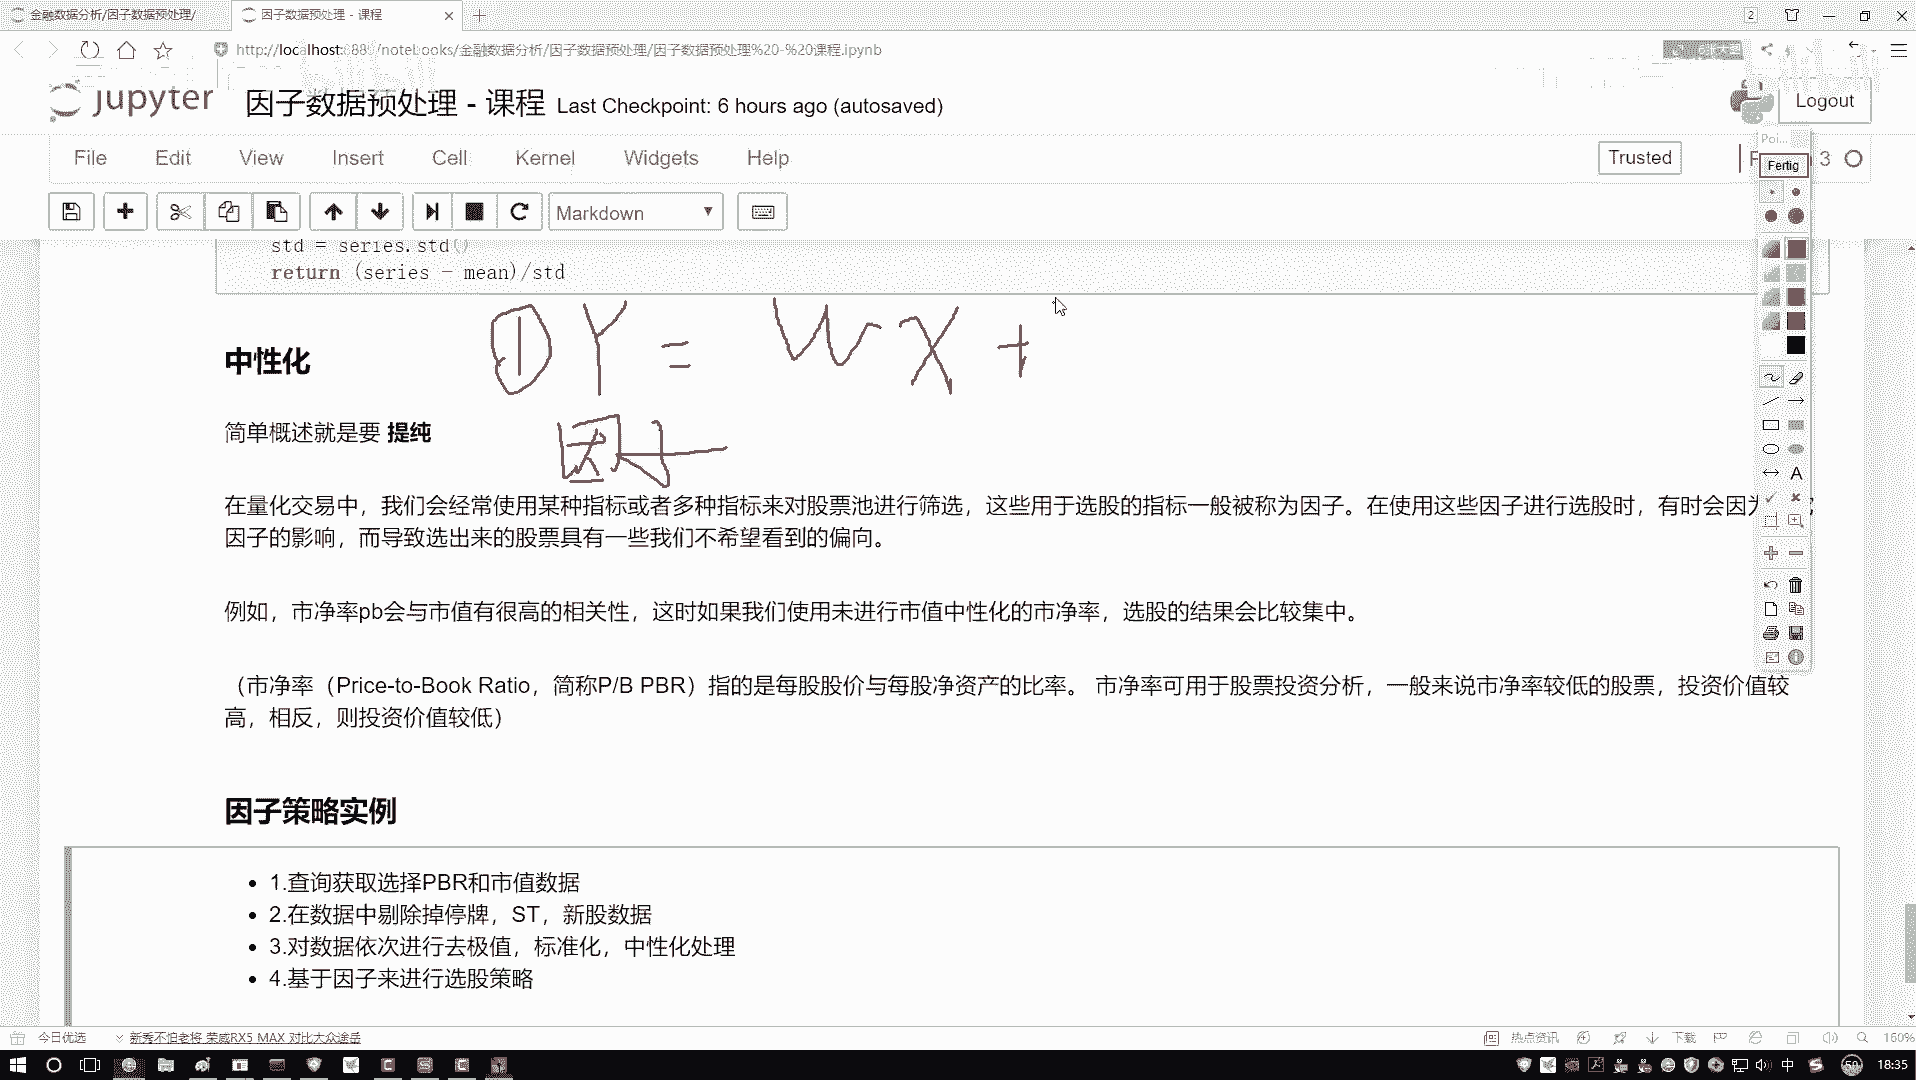 金融数据分析/因子数据预处理/
因子数据预处理 - 课程
2
http://localhost:888/notebooks/金融数据分析/因子数据预处理/因子数据预处理%20-%20课程.ipynb
jupyter 因子数据预处理 - 课程 Last Checkpoint: 6 hours ago (autosaved)
Logout
File Edit View Insert Cell Kernel Widgets Help
Trusted
3
Fertig
Markdown
std = series.std()
return (series - mean)/std
① Y = W X +
中性化
因子
简单概述就是要 提纯
在量化交易中，我们会经常使用某种指标或者多种指标来对股票池进行筛选，这些用于选股的指标一般被称为因子。在使用这些因子进行选股时，有时会因为
因子的影响，而导致选出来的股票具有一些我们不希望看到的偏向。
例如，市净率pb会与市值有很高的相关性，这时如果我们使用未进行市值中性化的市净率，选股的结果会比较集中。
（市净率（Price-to-Book Ratio，简称P/B PBR）指的是每股股价与每股净资产的比率。 市净率可用于股票投资分析，一般来说市净率较低的股票，投资价值较
高，相反，则投资价值较低）
因子策略实例
1.查询获取选择PBR和市值数据
2.在数据中剔除掉停牌，ST，新股数据
3.对数据依次进行去极值，标准化，中性化处理
4.基于因子来进行选股策略
今日优选
新秀不怕老将 荣威RX5 MAX 对比大众途岳
热点资讯
下载
160%
中
18:35